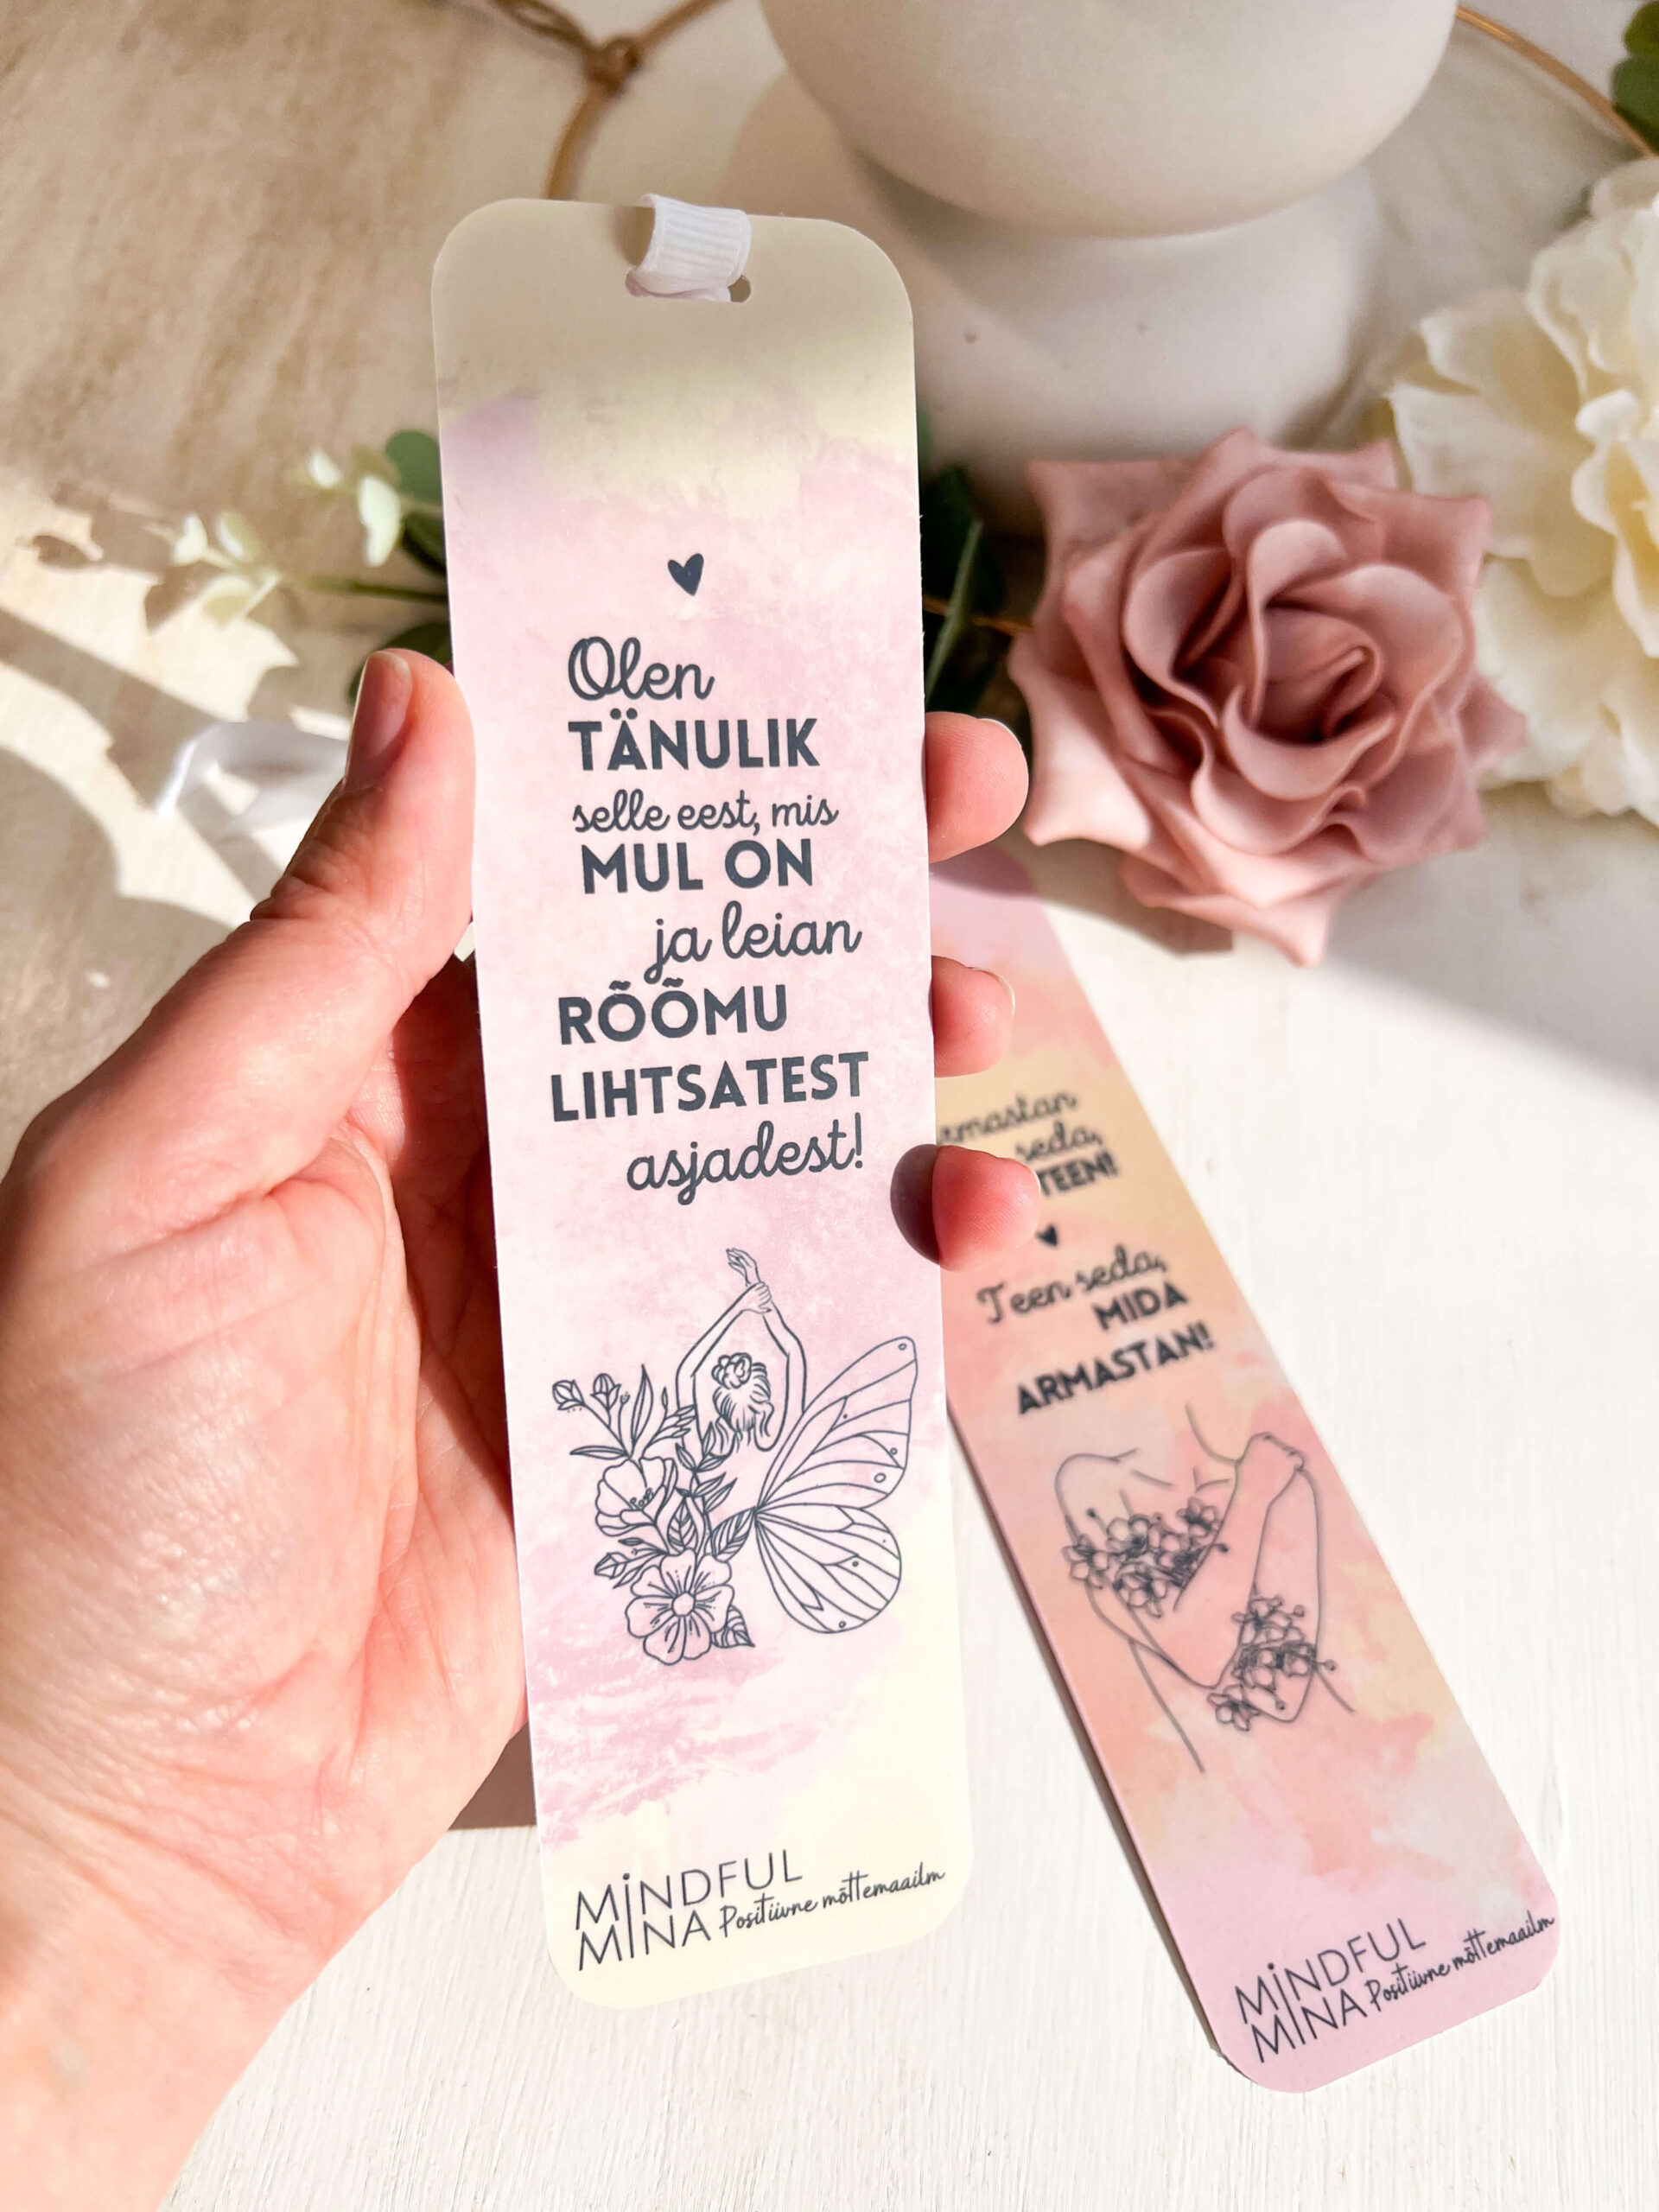 Olen
TÄNULIK
selle eest, mis
MUL ON
ja leian
RÕÕMU
LIHTSATEST
asjadest!
MINDFUL
MINA Positiivne mõttemaailm
seda,
TEEN!
Teen seda,
MIDA
ARMASTAN!
MINDFUL
MINA Positiivne mõttemaailm